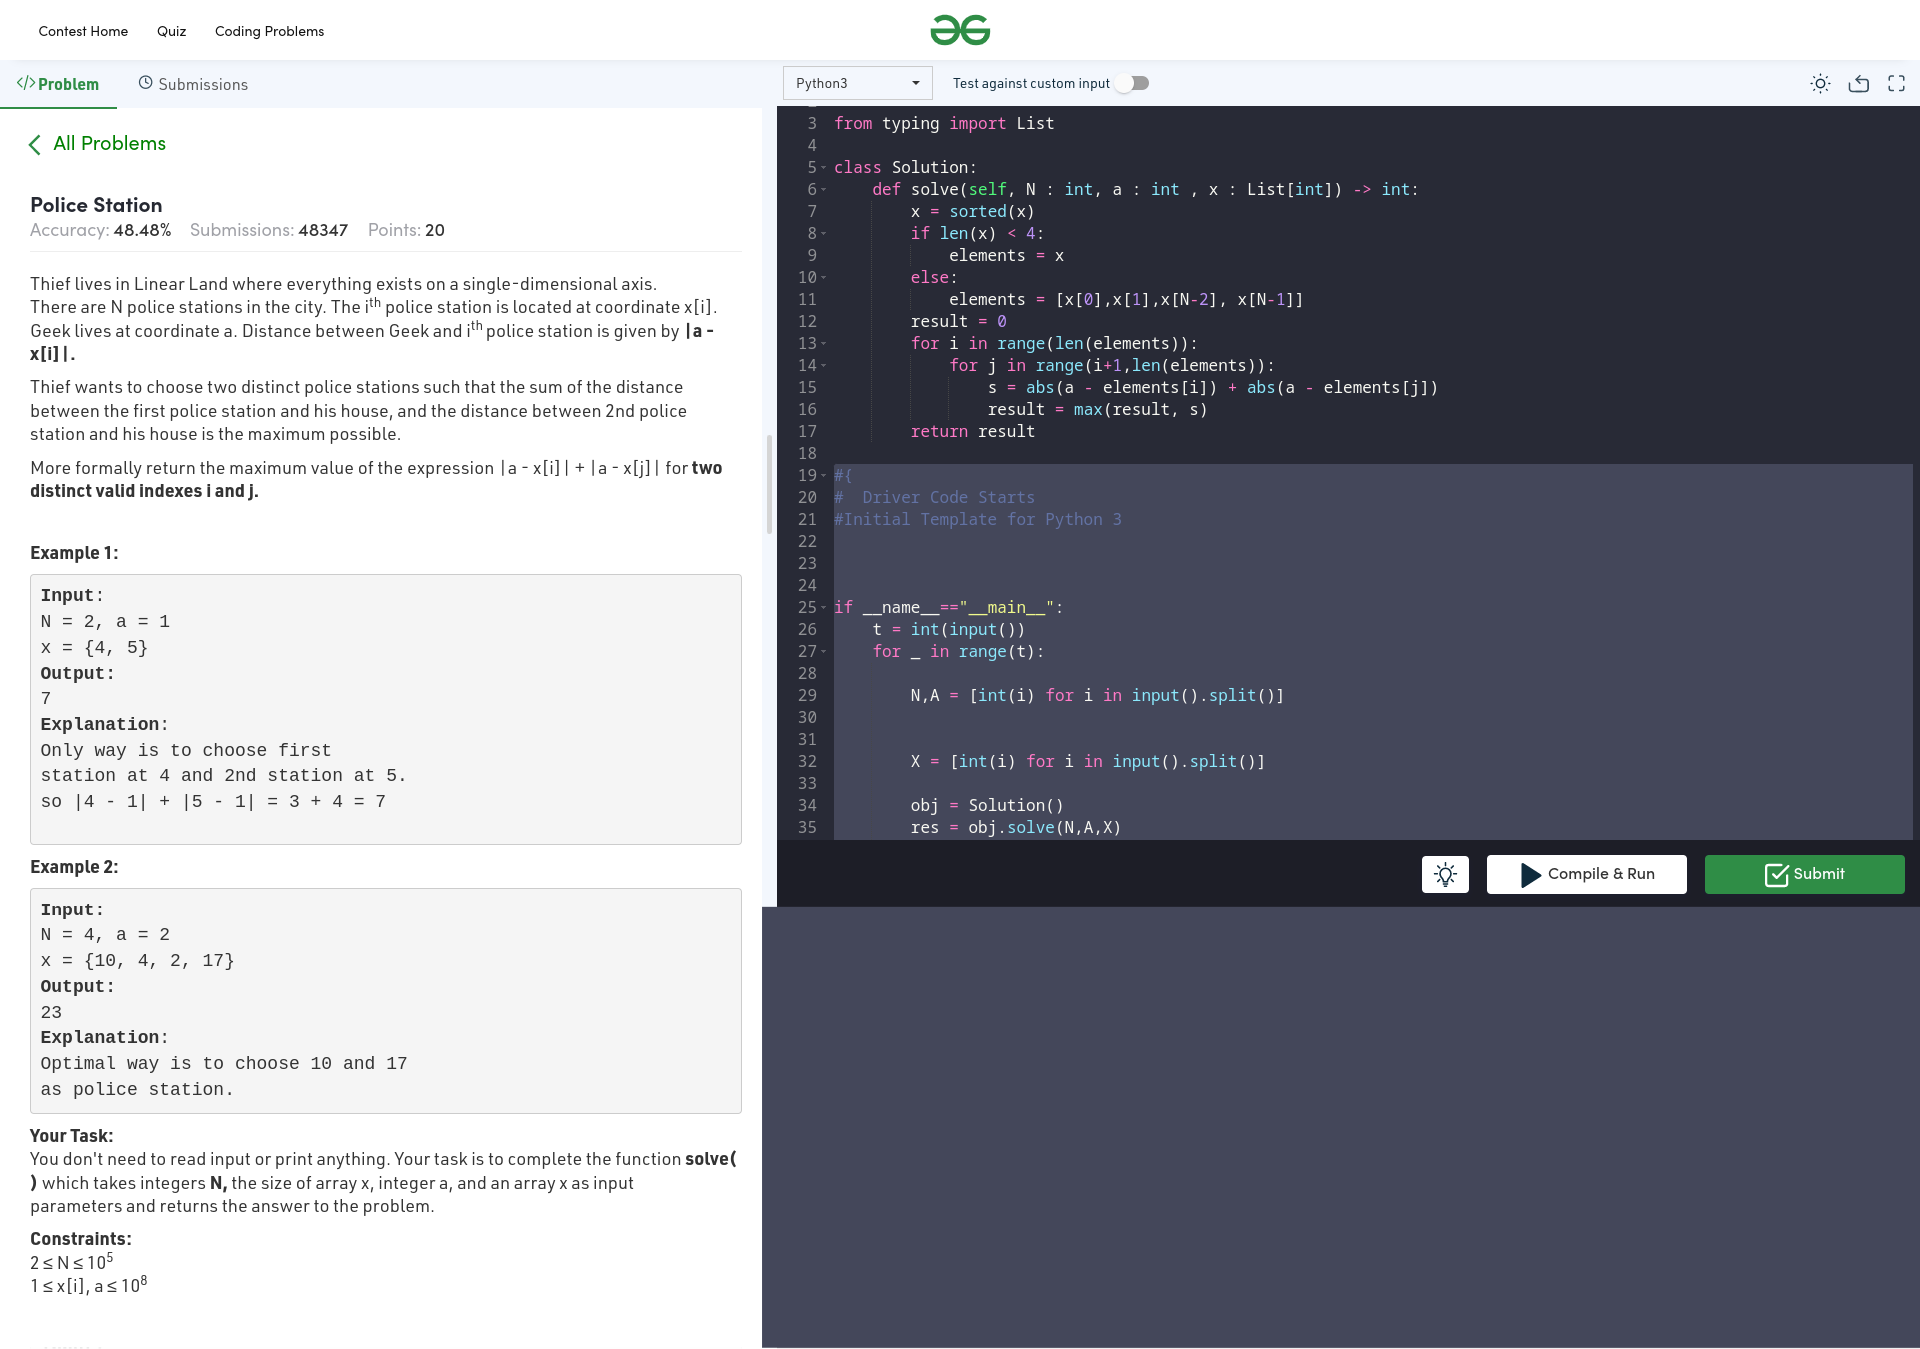 Contest Home Quiz Coding Problems
</>Problem Submissions
Python3 Test against custom input
All Problems
Police Station
Accuracy: 48.48% Submissions: 48347 Points: 20
Thief lives in Linear Land where everything exists on a single-dimensional axis.
There are N police stations in the city. The ith police station is located at coordinate x[i].
Geek lives at coordinate a. Distance between Geek and ith police station is given by |a -
x[i]|.
Thief wants to choose two distinct police stations such that the sum of the distance
between the first police station and his house, and the distance between 2nd police
station and his house is the maximum possible.
More formally return the maximum value of the expression |a - x[i]| + |a - x[j]| for two
distinct valid indexes i and j.
Example 1:
Input:
N = 2, a = 1
x = {4, 5}
Output:
7
Explanation:
Only way is to choose first
station at 4 and 2nd station at 5.
so |4 - 1| + |5 - 1| = 3 + 4 = 7
Example 2:
Input:
N = 4, a = 2
x = {10, 4, 2, 17}
Output:
23
Explanation:
Optimal way is to choose 10 and 17
as police station.
Your Task:
You don't need to read input or print anything. Your task is to complete the function solve(
) which takes integers N, the size of array x, integer a, and an array x as input
parameters and returns the answer to the problem.
Constraints:
2 ≤ N ≤ 10^5
1 ≤ x[i], a ≤ 10^8
3 from typing import List
4
5 class Solution:
6     def solve(self, N : int, a : int , x : List[int]) -> int:
7         x = sorted(x)
8         if len(x) < 4:
9             elements = x
10         else:
11             elements = [x[0],x[1],x[N-2], x[N-1]]
12         result = 0
13         for i in range(len(elements)):
14             for j in range(i+1,len(elements)):
15                 s = abs(a - elements[i]) + abs(a - elements[j])
16                 result = max(result, s)
17         return result
18
19 #{
20 #  Driver Code Starts
21 #Initial Template for Python 3
22
23
24
25 if __name__=="__main__":
26     t = int(input())
27     for _ in range(t):
28
29         N,A = [int(i) for i in input().split()]
30
31
32         X = [int(i) for i in input().split()]
33
34         obj = Solution()
35         res = obj.solve(N,A,X)
Compile & Run Submit